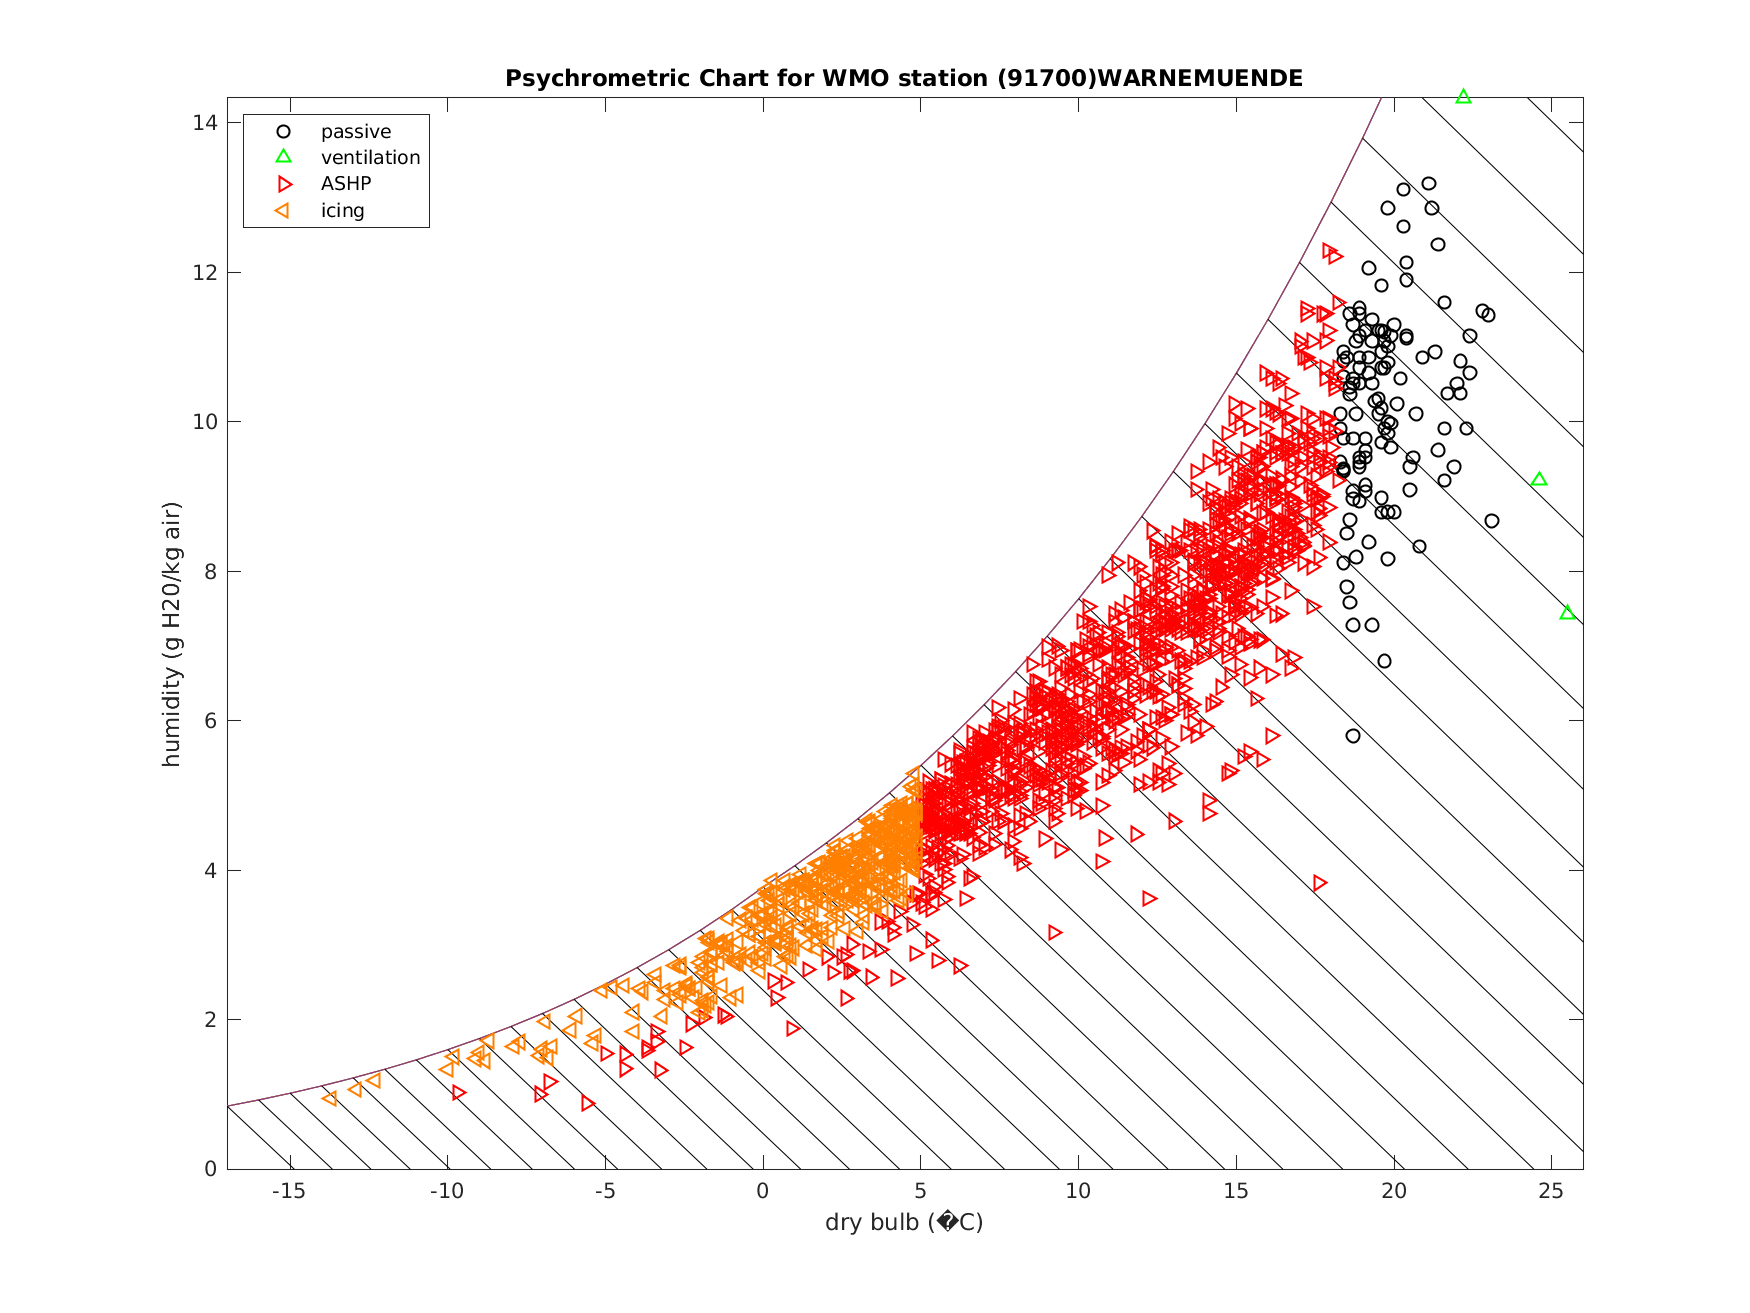 Psychrometric Chart for WMO station (91700)WARNEMUENDE
passive
ventilation
ASHP
icing
14
12
10
8
6
4
2
0
humidity (g H20/kg air)
-15 -10 -5 0 5 10 15 20 25
dry bulb (�C)